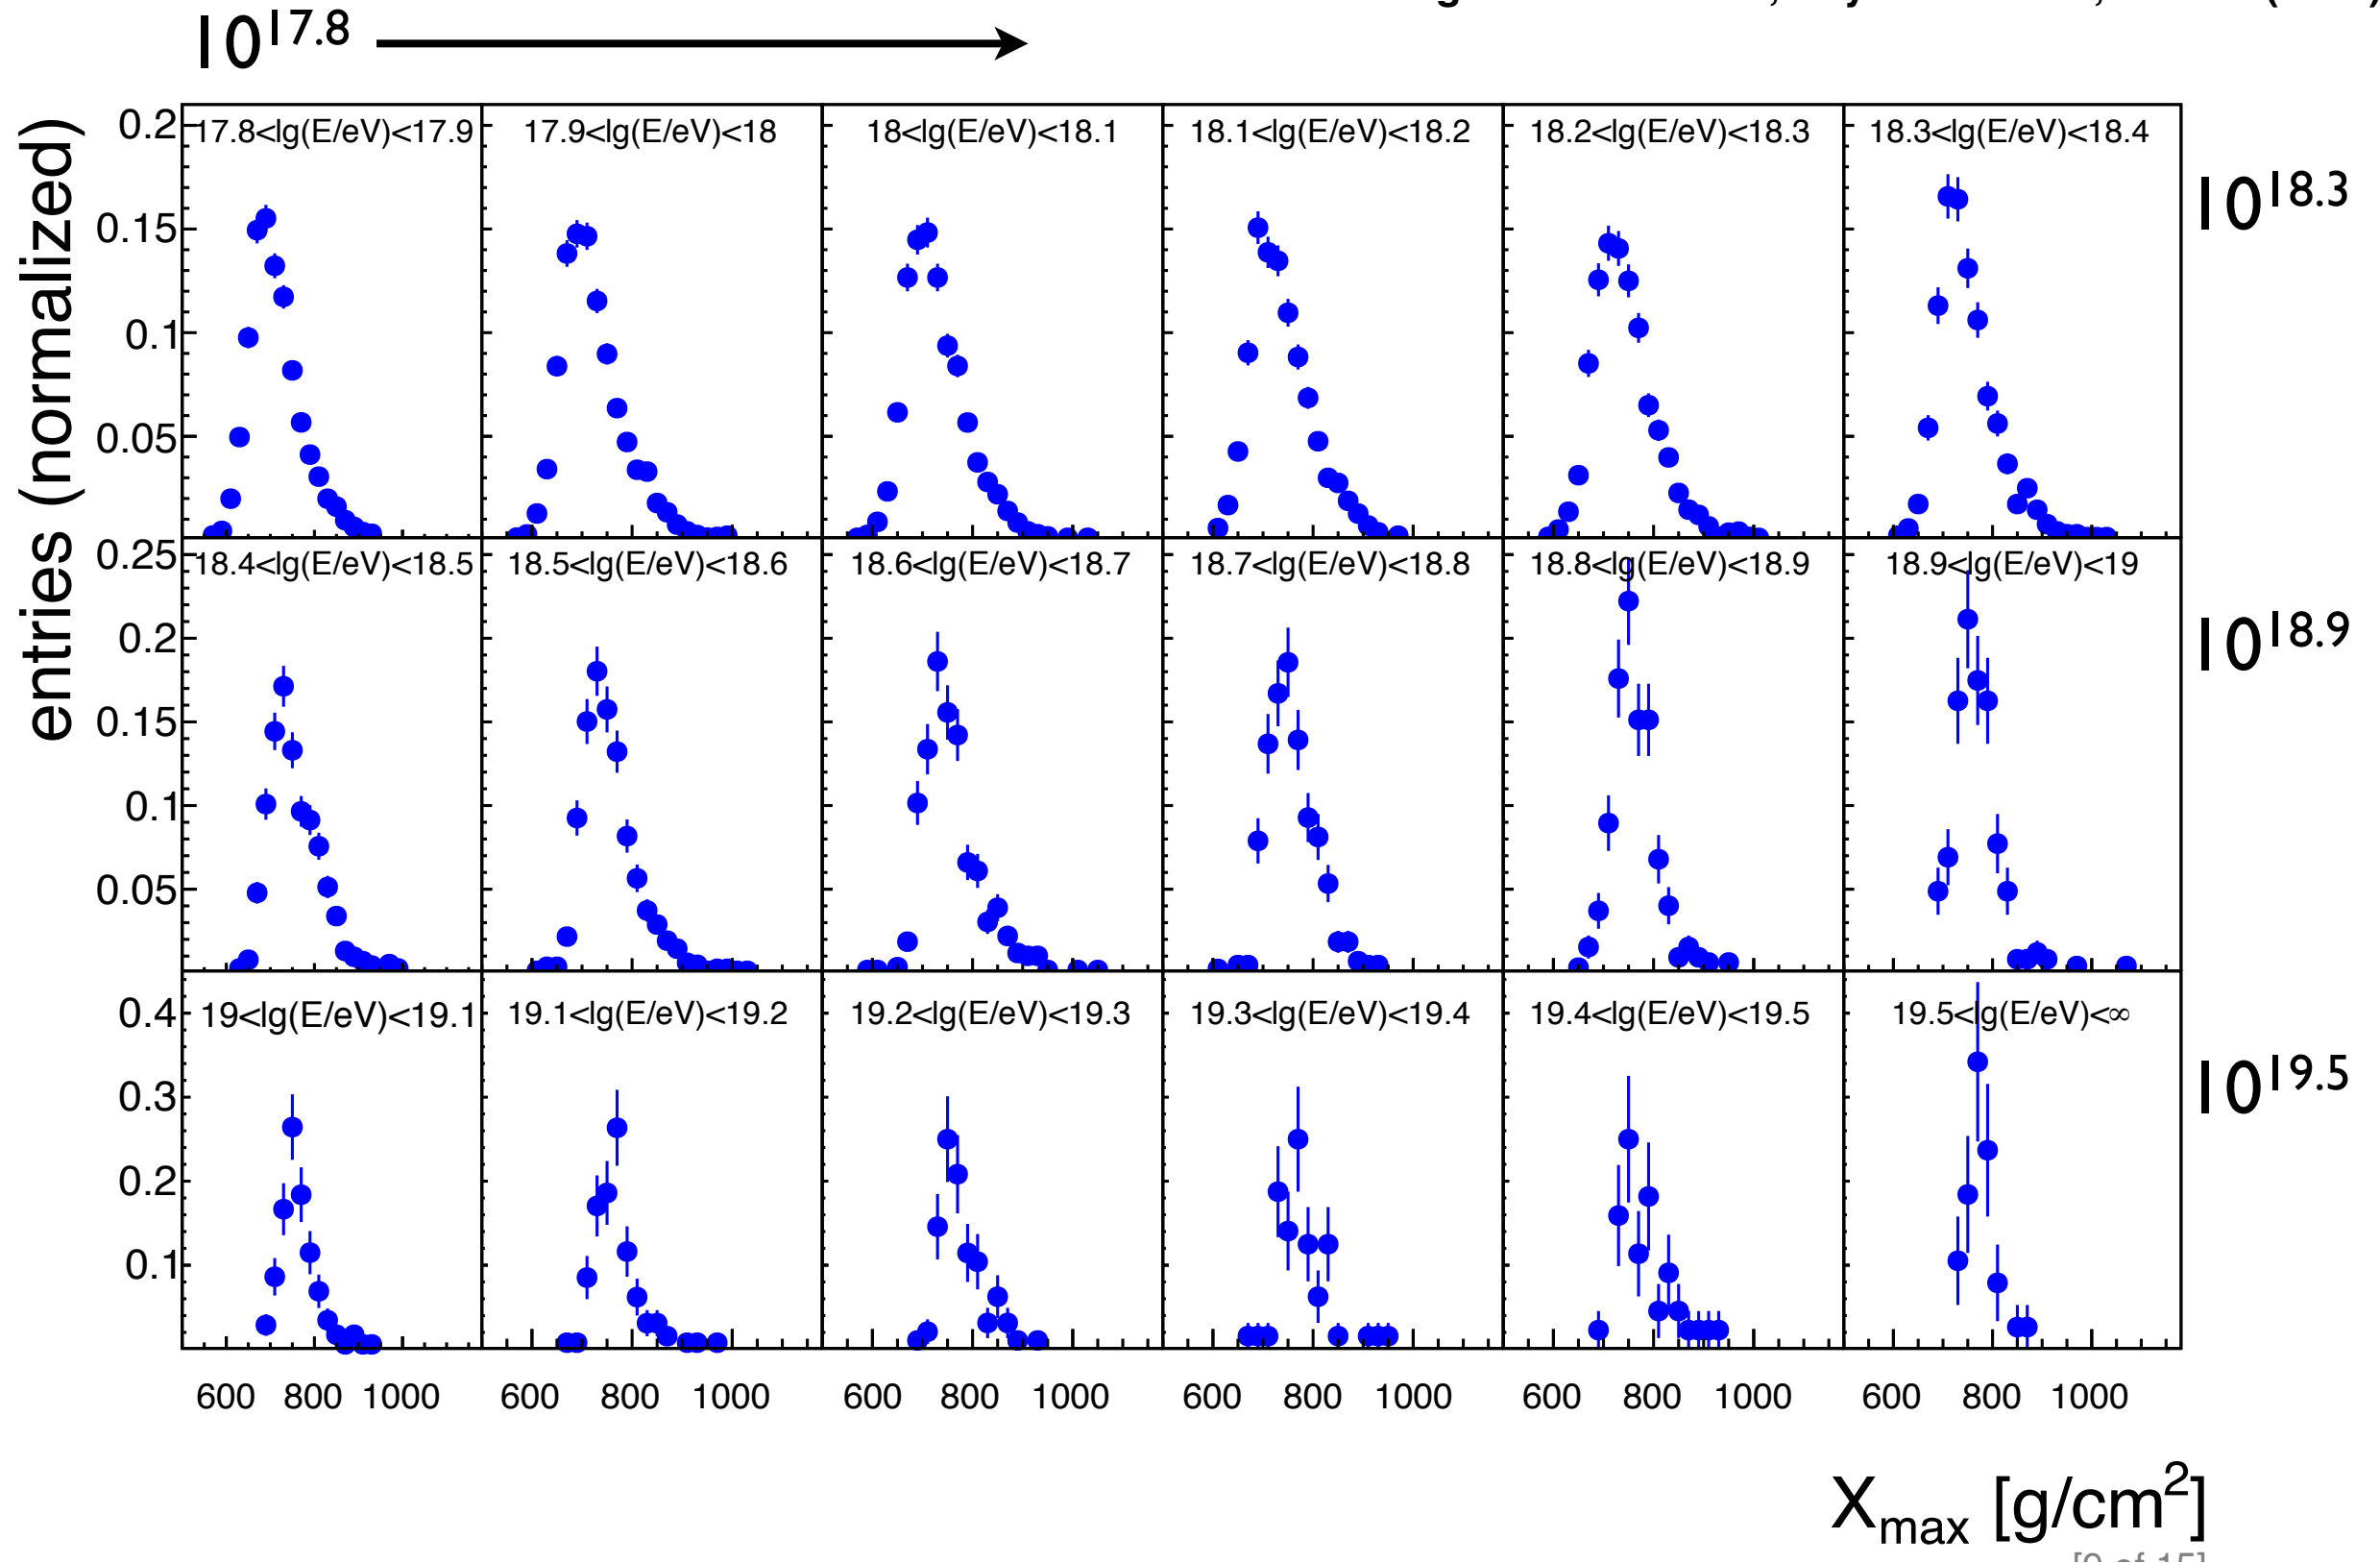 10^17.8
entries (normalized)
0.2
0.15
0.1
0.05
17.8<lg(E/eV)<17.9
17.9<lg(E/eV)<18
18<lg(E/eV)<18.1
18.1<lg(E/eV)<18.2
18.2<lg(E/eV)<18.3
18.3<lg(E/eV)<18.4
10^18.3
0.25
0.2
0.15
0.1
0.05
18.4<lg(E/eV)<18.5
18.5<lg(E/eV)<18.6
18.6<lg(E/eV)<18.7
18.7<lg(E/eV)<18.8
18.8<lg(E/eV)<18.9
18.9<lg(E/eV)<19
10^18.9
0.4
0.3
0.2
0.1
19<lg(E/eV)<19.1
19.1<lg(E/eV)<19.2
19.2<lg(E/eV)<19.3
19.3<lg(E/eV)<19.4
19.4<lg(E/eV)<19.5
19.5<lg(E/eV)<∞
10^19.5
600 800 1000 600 800 1000 600 800 1000 600 800 1000 600 800 1000 600 800 1000
X_max [g/cm^2]
[9 of 15]